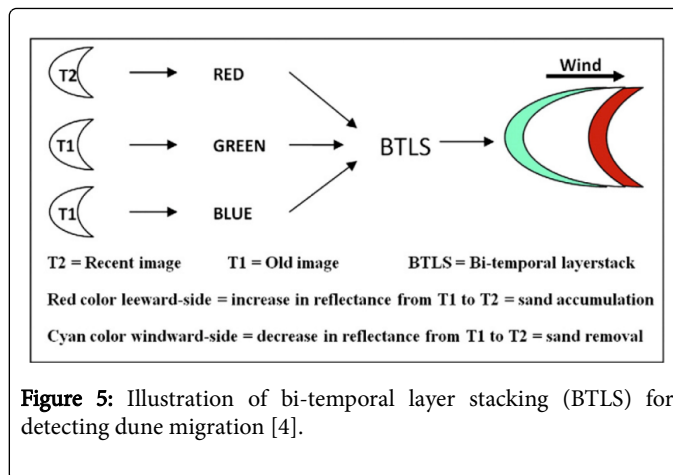 T2 RED
Wind
T1 GREEN BTLS
T1 BLUE
T2 = Recent image T1 = Old image BTLS = Bi-temporal layerstack
Red color leeward-side = increase in reflectance from T1 to T2 = sand accumulation
Cyan color windward-side = decrease in reflectance from T1 to T2 = sand removal
Figure 5: Illustration of bi-temporal layer stacking (BTLS) for
detecting dune migration [4].